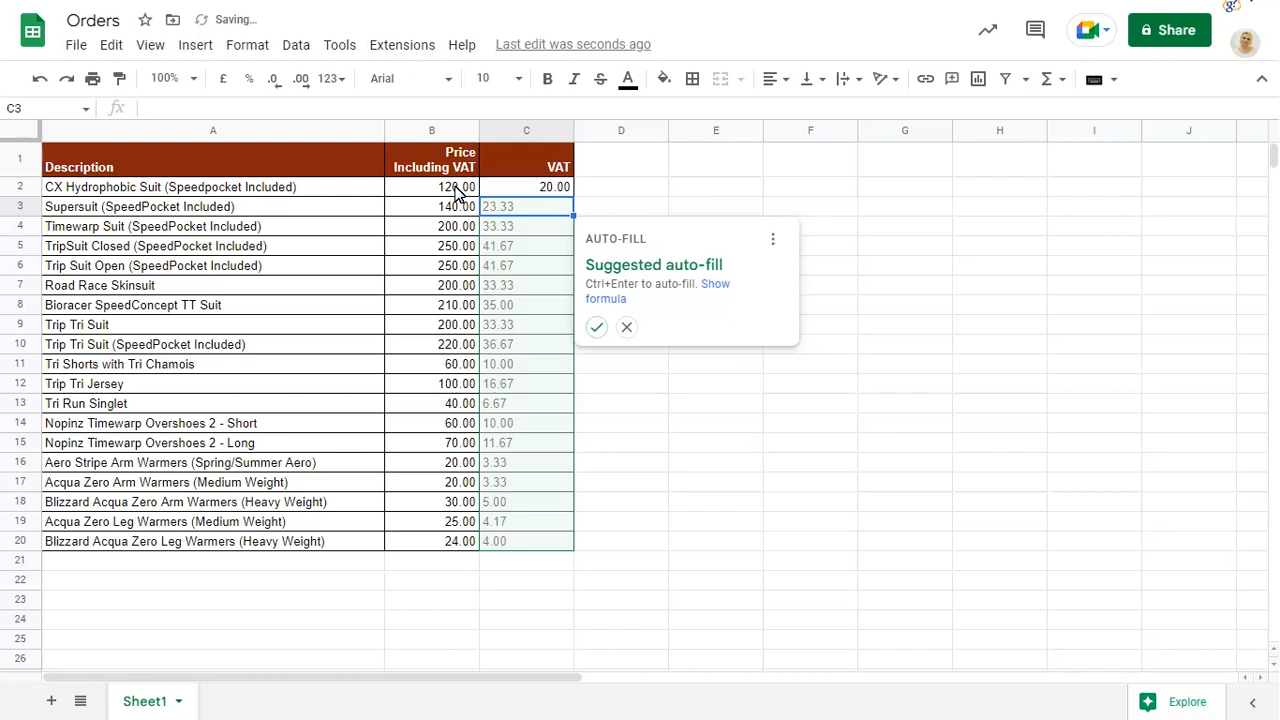 Orders Saving...
File Edit View Insert Format Data Tools Extensions Help Last edit was seconds ago
Share
100% £ % .0 .00 123 Arial 10 B I S A
C3 fx
A B C D E F G H I J
1 Description Price Including VAT VAT
2 CX Hydrophobic Suit (Speedpocket Included) 120.00 20.00
3 Supersuit (SpeedPocket Included) 140.00 23.33
4 Timewarp Suit (SpeedPocket Included) 200.00 33.33
5 TripSuit Closed (SpeedPocket Included) 250.00 41.67
6 Trip Suit Open (SpeedPocket Included) 250.00 41.67
7 Road Race Skinsuit 200.00 33.33
8 Bioracer SpeedConcept TT Suit 210.00 35.00
9 Trip Tri Suit 200.00 33.33
10 Trip Tri Suit (SpeedPocket Included) 220.00 36.67
11 Tri Shorts with Tri Chamois 60.00 10.00
12 Trip Tri Jersey 100.00 16.67
13 Tri Run Singlet 40.00 6.67
14 Nopinz Timewarp Overshoes 2 - Short 60.00 10.00
15 Nopinz Timewarp Overshoes 2 - Long 70.00 11.67
16 Aero Stripe Arm Warmers (Spring/Summer Aero) 20.00 3.33
17 Acqua Zero Arm Warmers (Medium Weight) 20.00 3.33
18 Blizzard Acqua Zero Arm Warmers (Heavy Weight) 30.00 5.00
19 Acqua Zero Leg Warmers (Medium Weight) 25.00 4.17
20 Blizzard Acqua Zero Leg Warmers (Heavy Weight) 24.00 4.00
21
22
23
24
25
26
AUTO-FILL
Suggested auto-fill
Ctrl+Enter to auto-fill. Show
formula
Sheet1 Explore